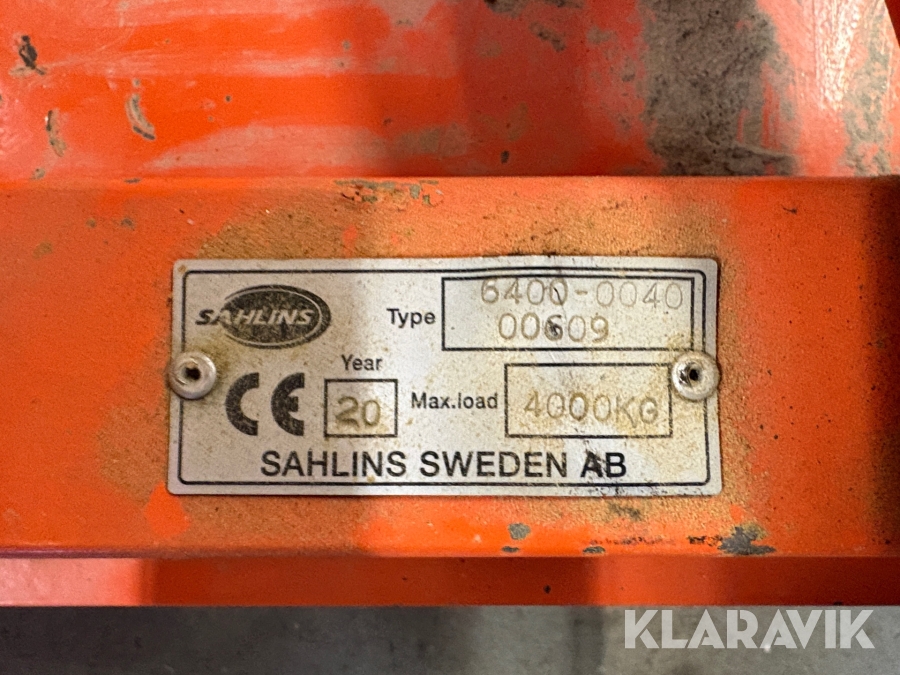 SAHLINS
Type 6400-0040
00609
Year
CE 20 Max.load 4000KG
SAHLINS SWEDEN AB
KLARAVIK